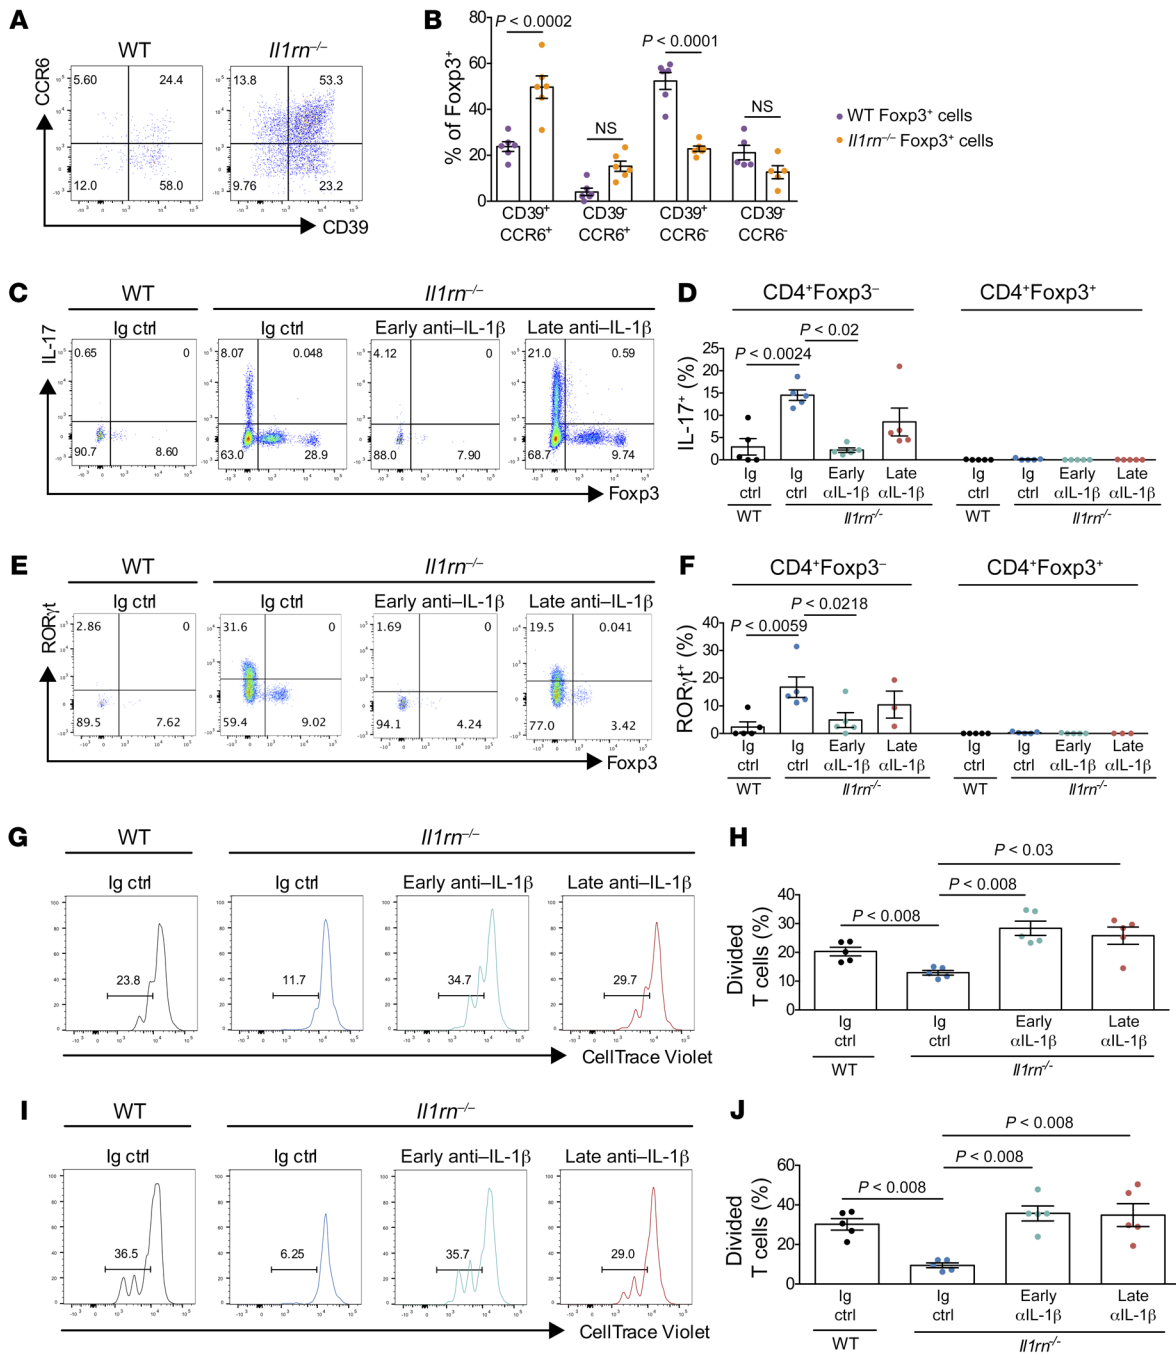 A
WT
Il1rn–/–
CCR6
5.60
24.4
12.0
58.0
13.8
53.3
9.76
23.2
CD39
B
P < 0.0002
P < 0.0001
NS
NS
% of Foxp3+
80
60
40
20
0
CD39+
CCR6+
CD39-
CCR6+
CD39+
CCR6-
CD39-
CCR6-
WT Foxp3+ cells
Il1rn–/– Foxp3+ cells
C
WT
Il1rn–/–
Ig ctrl
Ig ctrl
Early anti–IL-1β
Late anti–IL-1β
IL-17
0.65
0
90.7
8.60
8.07
0.048
63.0
28.9
4.12
0
88.0
7.90
21.0
0.59
68.7
9.74
Foxp3
D
CD4+Foxp3–
CD4+Foxp3+
P < 0.02
P < 0.0024
IL-17+ (%)
25
20
15
10
5
0
Ig ctrl
Ig ctrl
Early αIL-1β
Late αIL-1β
Ig ctrl
Ig ctrl
Early αIL-1β
Late αIL-1β
WT
Il1rn-/-
WT
Il1rn-/-
E
WT
Il1rn–/–
Ig ctrl
Ig ctrl
Early anti–IL-1β
Late anti–IL-1β
RORγt
2.86
0
89.5
7.62
31.6
0
59.4
9.02
1.69
0
94.1
4.24
19.5
0.041
77.0
3.42
Foxp3
F
CD4+Foxp3–
CD4+Foxp3+
P < 0.0218
P < 0.0059
RORγt+ (%)
40
30
20
10
0
Ig ctrl
Ig ctrl
Early αIL-1β
Late αIL-1β
Ig ctrl
Ig ctrl
Early αIL-1β
Late αIL-1β
WT
Il1rn-/-
WT
Il1rn-/-
G
WT
Il1rn–/–
Ig ctrl
Ig ctrl
Early anti–IL-1β
Late anti–IL-1β
23.8
11.7
34.7
29.7
CellTrace Violet
H
P < 0.03
P < 0.008
P < 0.008
Divided
T cells (%)
40
30
20
10
0
Ig ctrl
Ig ctrl
Early αIL-1β
Late αIL-1β
WT
Il1rn-/-
I
WT
Il1rn–/–
Ig ctrl
Ig ctrl
Early anti–IL-1β
Late anti–IL-1β
36.5
6.25
35.7
29.0
CellTrace Violet
J
P < 0.008
P < 0.008
P < 0.008
Divided
T cells (%)
60
40
20
0
Ig ctrl
Ig ctrl
Early αIL-1β
Late αIL-1β
WT
Il1rn-/-